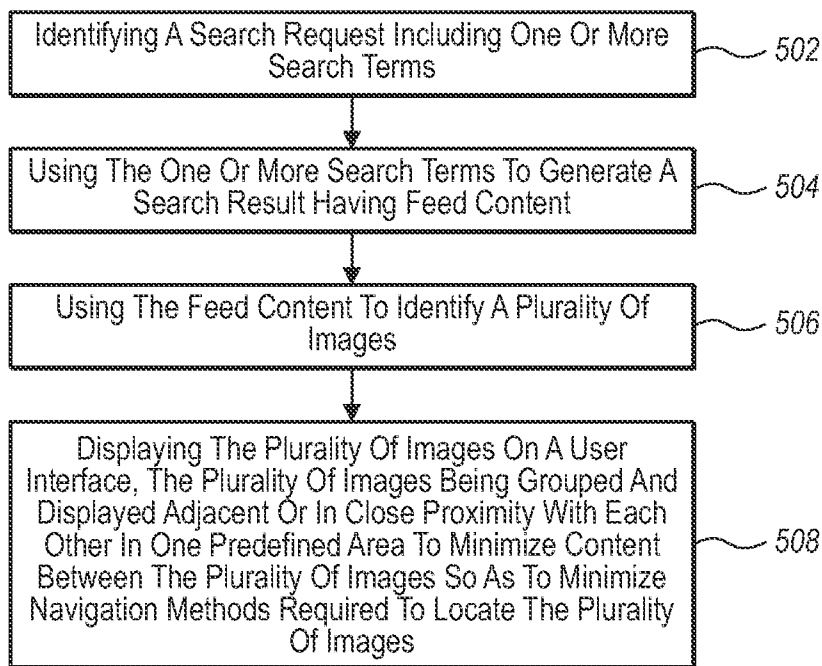 Identifying A Search Request Including One Or More
Search Terms
502
Using The One Or More Search Terms To Generate A
Search Result Having Feed Content
504
Using The Feed Content To Identify A Plurality Of
Images
506
Displaying The Plurality Of Images On A User
Interface, The Plurality Of Images Being Grouped And
Displayed Adjacent Or In Close Proximity With Each
Other In One Predefined Area To Minimize Content
Between The Plurality Of Images So As To Minimize
Navigation Methods Required To Locate The Plurality
Of Images
508